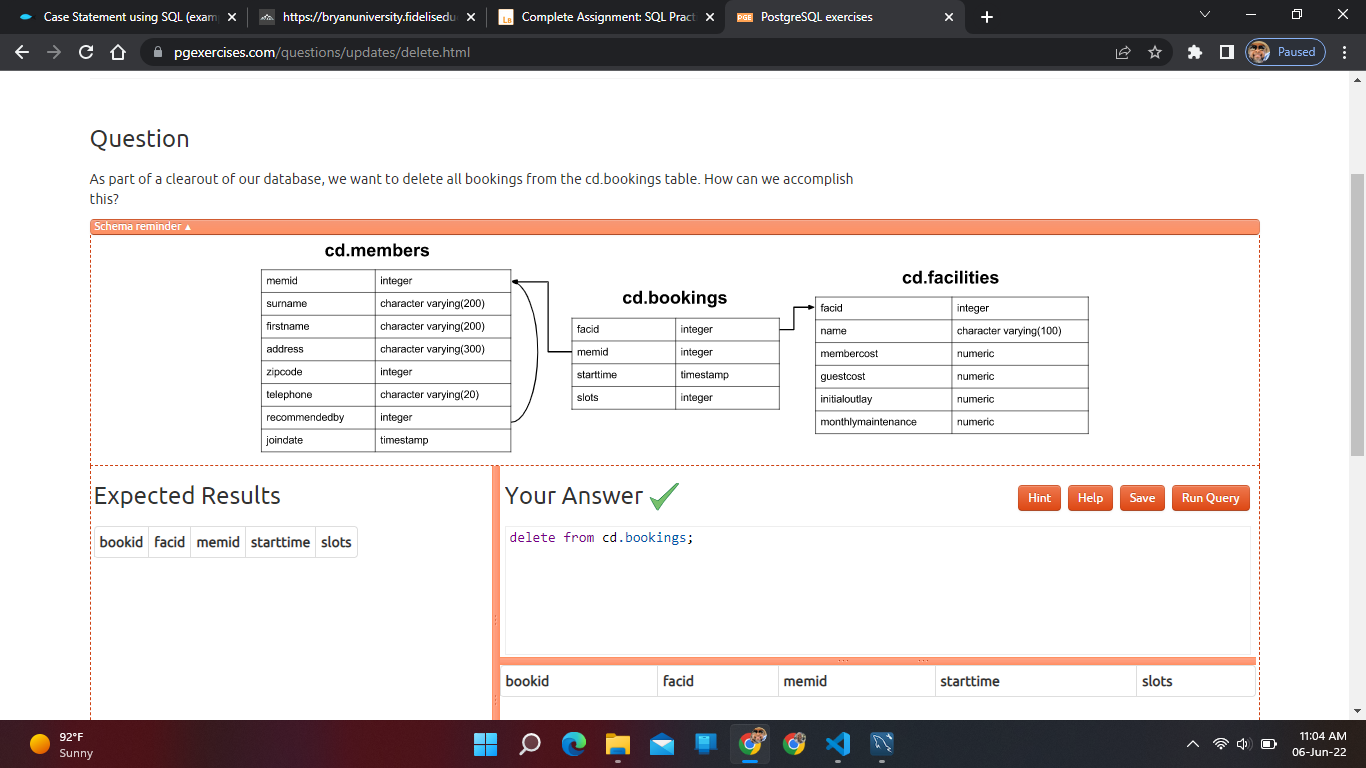 Case Statement using SQL (exam
https://bryanuniversity.fidelisedu
Complete Assignment: SQL Pract
PGE PostgreSQL exercises
pgexercises.com/questions/updates/delete.html
Paused
Question
As part of a clearout of our database, we want to delete all bookings from the cd.bookings table. How can we accomplish
this?
Schema reminder ▲
cd.members
memid integer
surname character varying(200)
firstname character varying(200)
address character varying(300)
zipcode integer
telephone character varying(20)
recommendedby integer
joindate timestamp
cd.bookings
facid integer
memid integer
starttime timestamp
slots integer
cd.facilities
facid integer
name character varying(100)
membercost numeric
guestcost numeric
initialoutlay numeric
monthlymaintenance numeric
Expected Results
bookid facid memid starttime slots
Your Answer
Hint Help Save Run Query
delete from cd.bookings;
bookid facid memid starttime slots
92°F
Sunny
11:04 AM
06-Jun-22